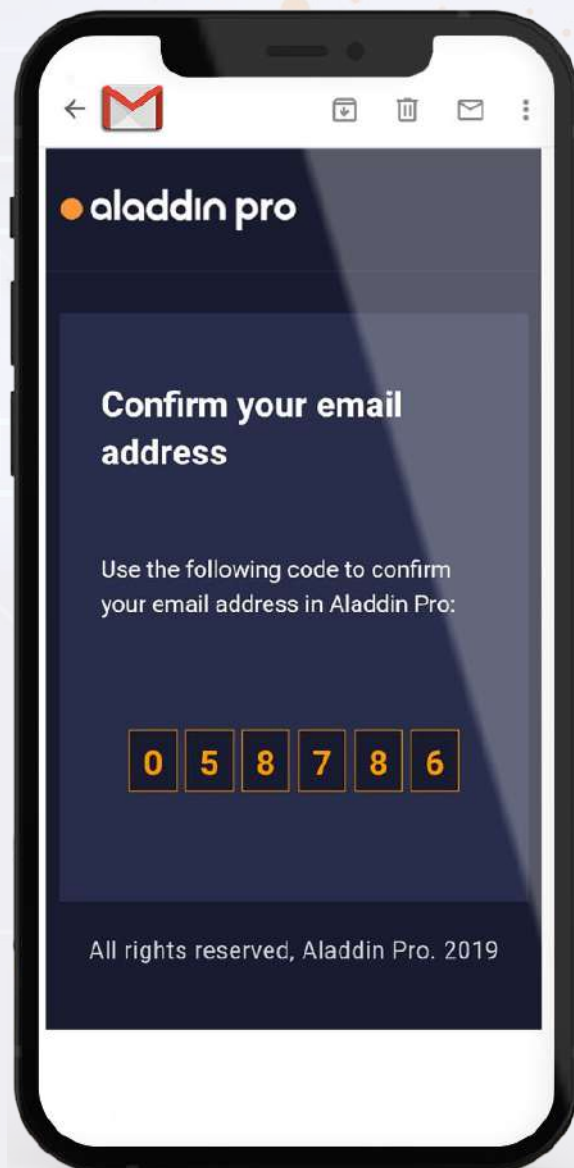 aladdin pro
Confirm your email
address
Use the following code to confirm
your email address in Aladdin Pro:
0 5 8 7 8 6
All rights reserved, Aladdin Pro. 2019